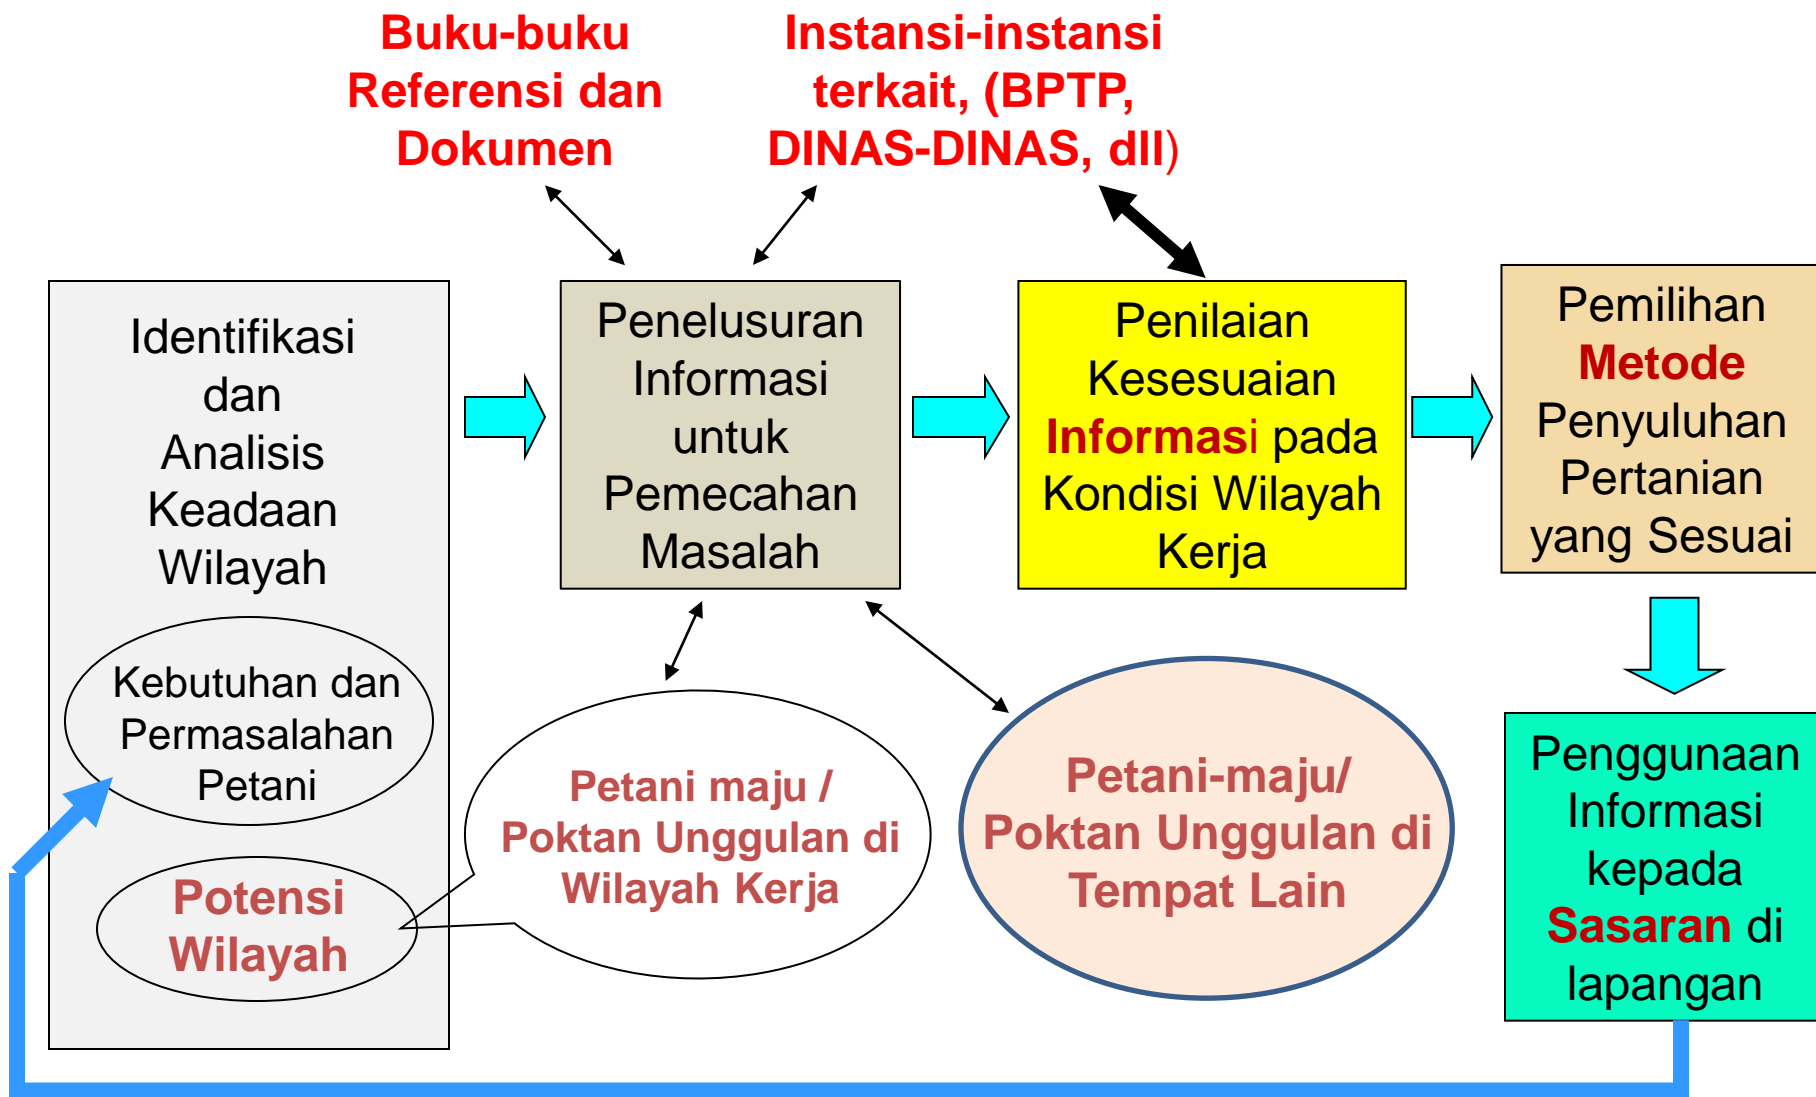 Buku-buku
Referensi dan
Dokumen
Instansi-instansi
terkait, (BPTP,
DINAS-DINAS, dll)
Identifikasi
dan
Analisis
Keadaan
Wilayah
Kebutuhan dan
Permasalahan
Petani
Potensi
Wilayah
Penelusuran
Informasi
untuk
Pemecahan
Masalah
Penilaian
Kesesuaian
Informasi pada
Kondisi Wilayah
Kerja
Pemilihan
Metode
Penyuluhan
Pertanian
yang Sesuai
Petani maju /
Poktan Unggulan di
Wilayah Kerja
Petani-maju/
Poktan Unggulan di
Tempat Lain
Penggunaan
Informasi
kepada
Sasaran di
lapangan